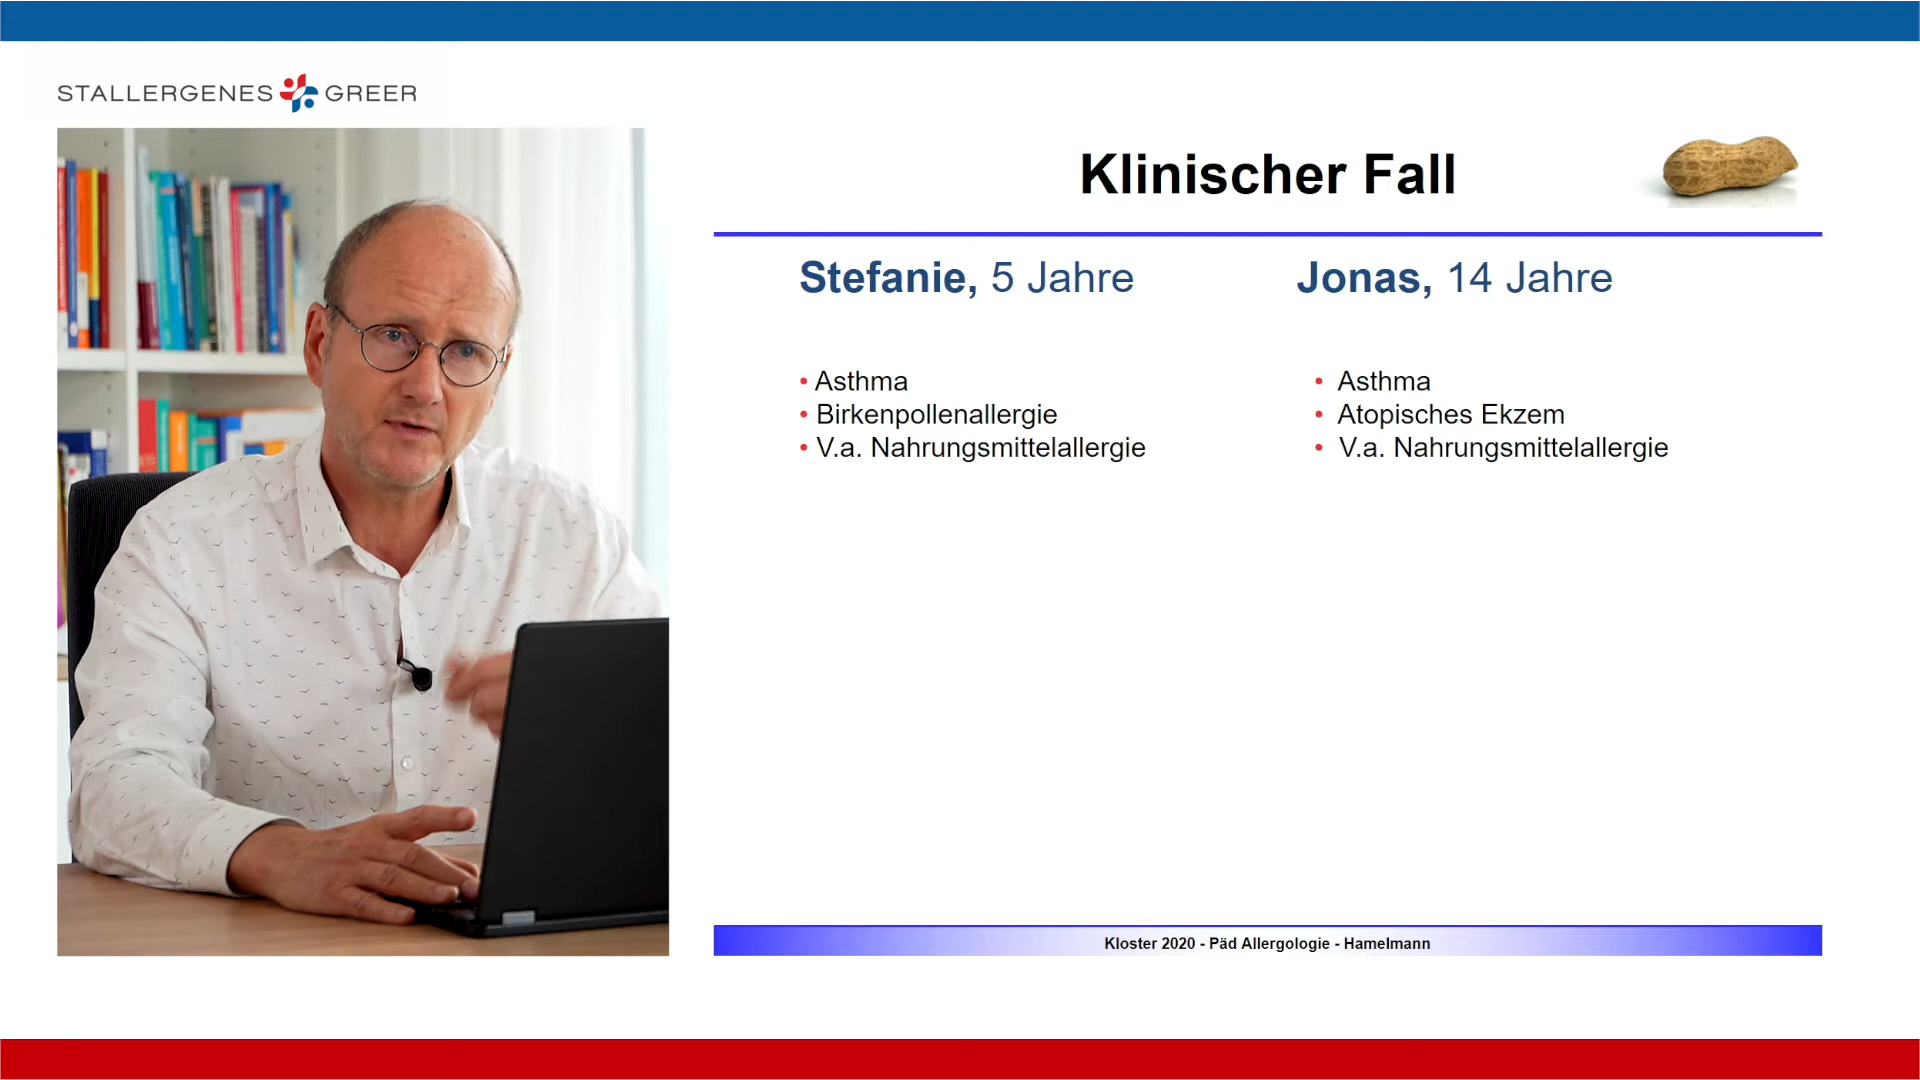 STALLERGENES GREER
Klinischer Fall
Stefanie, 5 Jahre
• Asthma
• Birkenpollenallergie
• V.a. Nahrungsmittelallergie
Jonas, 14 Jahre
• Asthma
• Atopisches Ekzem
• V.a. Nahrungsmittelallergie
Kloster 2020 - Päd Allergologie - Hamelmann